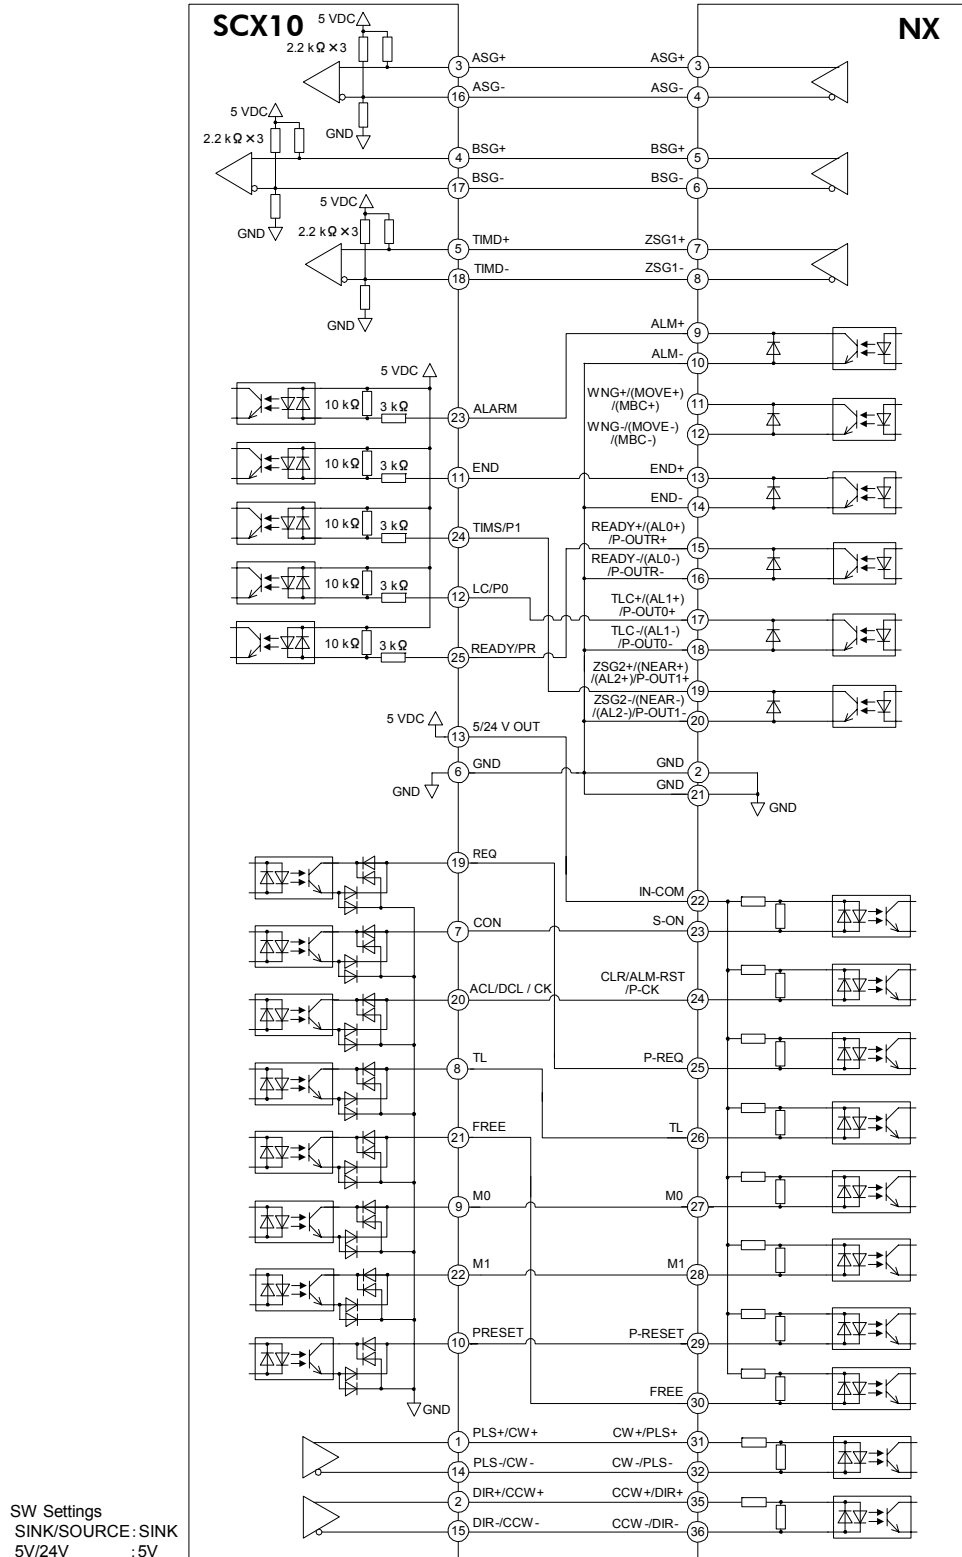 SCX10
NX
5 VDC
2.2 kΩ×3
3 ASG+ ASG+ 3
16 ASG- ASG- 4
GND
5 VDC
2.2 kΩ×3
4 BSG+ BSG+ 5
17 BSG- BSG- 6
GND
5 VDC
2.2 kΩ×3
5 TIMD+ ZSG1+ 7
18 TIMD- ZSG1- 8
GND
ALM+ 9
ALM- 10
5 VDC
10 kΩ 3 kΩ 23 ALARM
WNG+/(MOVE+)
/(MBC+) 11
WNG-/(MOVE-)
/(MBC-) 12
10 kΩ 3 kΩ 11 END END+ 13
END- 14
10 kΩ 3 kΩ 24 TIMS/P1
READY+/(AL0+)
/P-OUTR+ 15
READY-/(AL0-)
/P-OUTR- 16
10 kΩ 3 kΩ 12 LC/P0
TLC+/(AL1+)
/P-OUT0+ 17
TLC-/(AL1-)
/P-OUT0- 18
10 kΩ 3 kΩ 25 READY/PR
ZSG2+/(NEAR+)
/(AL2+)/P-OUT1+ 19
ZSG2-/(NEAR-)
/(AL2-)/P-OUT1- 20
5 VDC 13 5/24 V OUT
GND 6 GND GND 2
GND 21
GND
19 REQ
IN-COM 22
7 CON S-ON 23
20 ACL/DCL / CK CLR/ALM-RST
/P-CK 24
8 TL P-REQ 25
21 FREE TL 26
9 M0 M0 27
22 M1 M1 28
10 PRESET P-RESET 29
FREE 30
GND
1 PLS+/CW+ CW+/PLS+ 31
14 PLS-/CW- CW-/PLS- 32
2 DIR+/CCW+ CCW+/DIR+ 35
15 DIR-/CCW- CCW-/DIR- 36
SW Settings
SINK/SOURCE : SINK
5V/24V : 5V